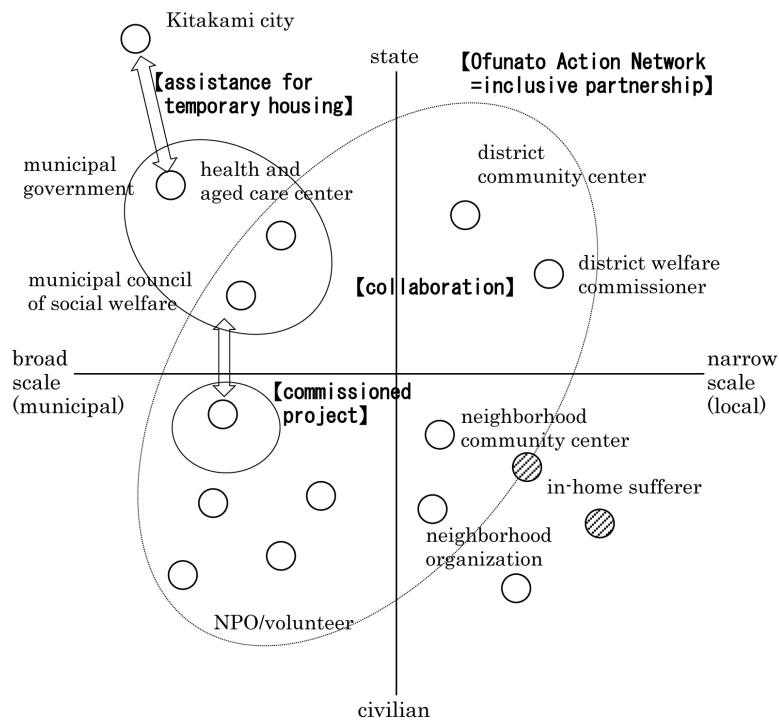 Kitakami city
state
【Ofunato Action Network
=inclusive partnership】
【assistance for
temporary housing】
municipal
government
health and
aged care center
district
community center
municipal council
of social welfare
【collaboration】
district welfare
commissioner
broad
scale
(municipal)
narrow
scale
(local)
【commissioned
project】
neighborhood
community center
in-home sufferer
neighborhood
organization
NPO/volunteer
civilian